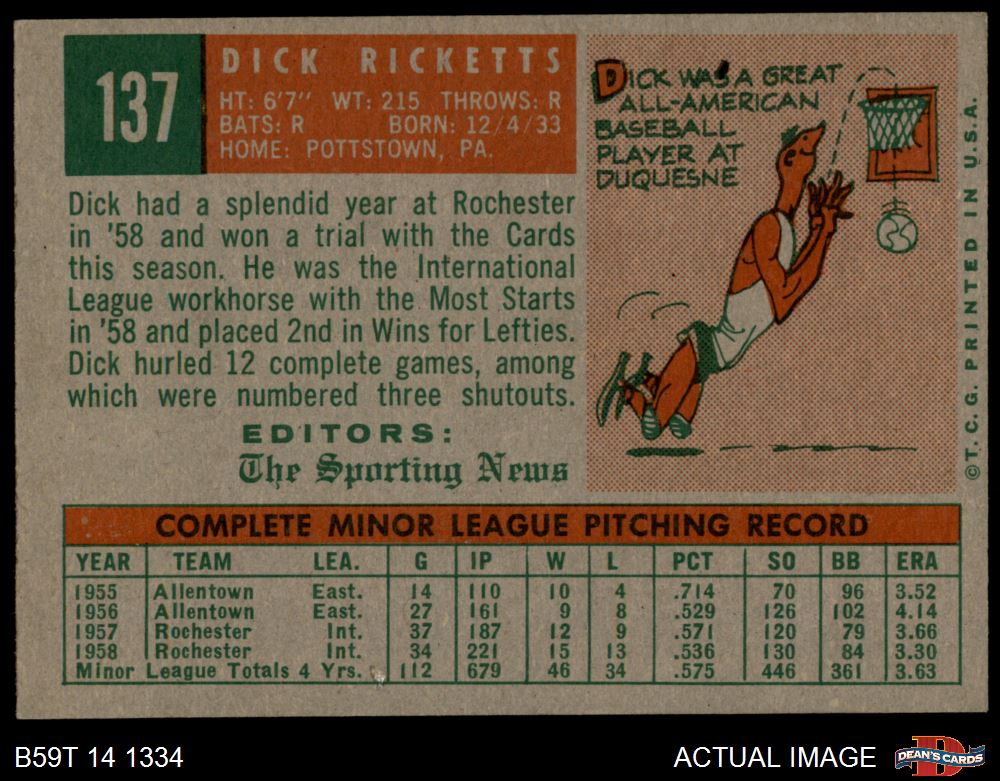 137
DICK RICKETTS
HT: 6'7" WT: 215 THROWS: R
BATS: R BORN: 12/4/33
HOME: POTTSTOWN, PA.
Dick had a splendid year at Rochester
in '58 and won a trial with the Cards
this season. He was the International
League workhorse with the Most Starts
in '58 and placed 2nd in Wins for Lefties.
Dick hurled 12 complete games, among
which were numbered three shutouts.
EDITORS:
The Sporting News
DICK WAS A GREAT
ALL-AMERICAN
BASEBALL
PLAYER AT
DUQUESNE
© T. C. G. PRINTED IN U.S.A.
COMPLETE MINOR LEAGUE PITCHING RECORD
YEAR TEAM LEA. G IP W L PCT SO BB ERA
1955 Allentown East. 14 110 10 4 .714 70 96 3.52
1956 Allentown East. 27 161 9 8 .529 126 102 4.14
1957 Rochester Int. 37 187 12 9 .571 120 79 3.66
1958 Rochester Int. 34 221 15 13 .536 130 84 3.30
Minor League Totals 4 Yrs. 112 679 46 34 .575 446 361 3.63
B59T 14 1334
ACTUAL IMAGE
DEAN'S CARDS